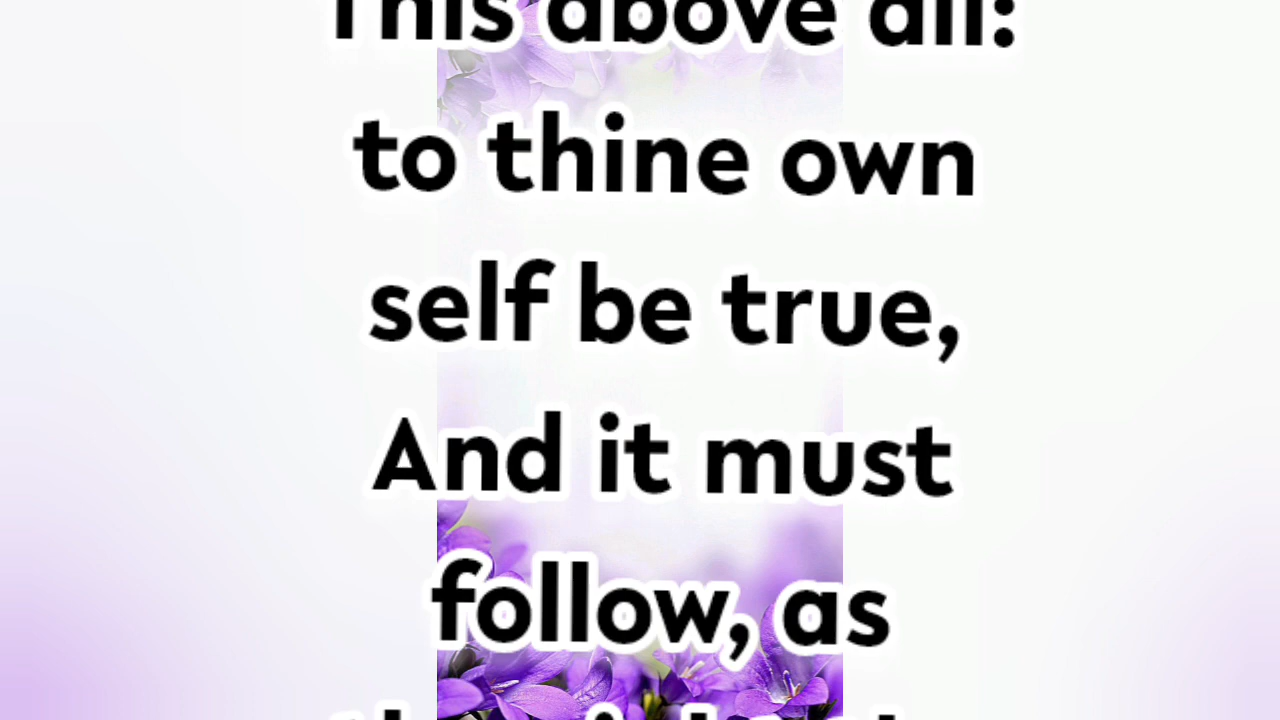 This above all:
to thine own
self be true,
And it must
follow, as